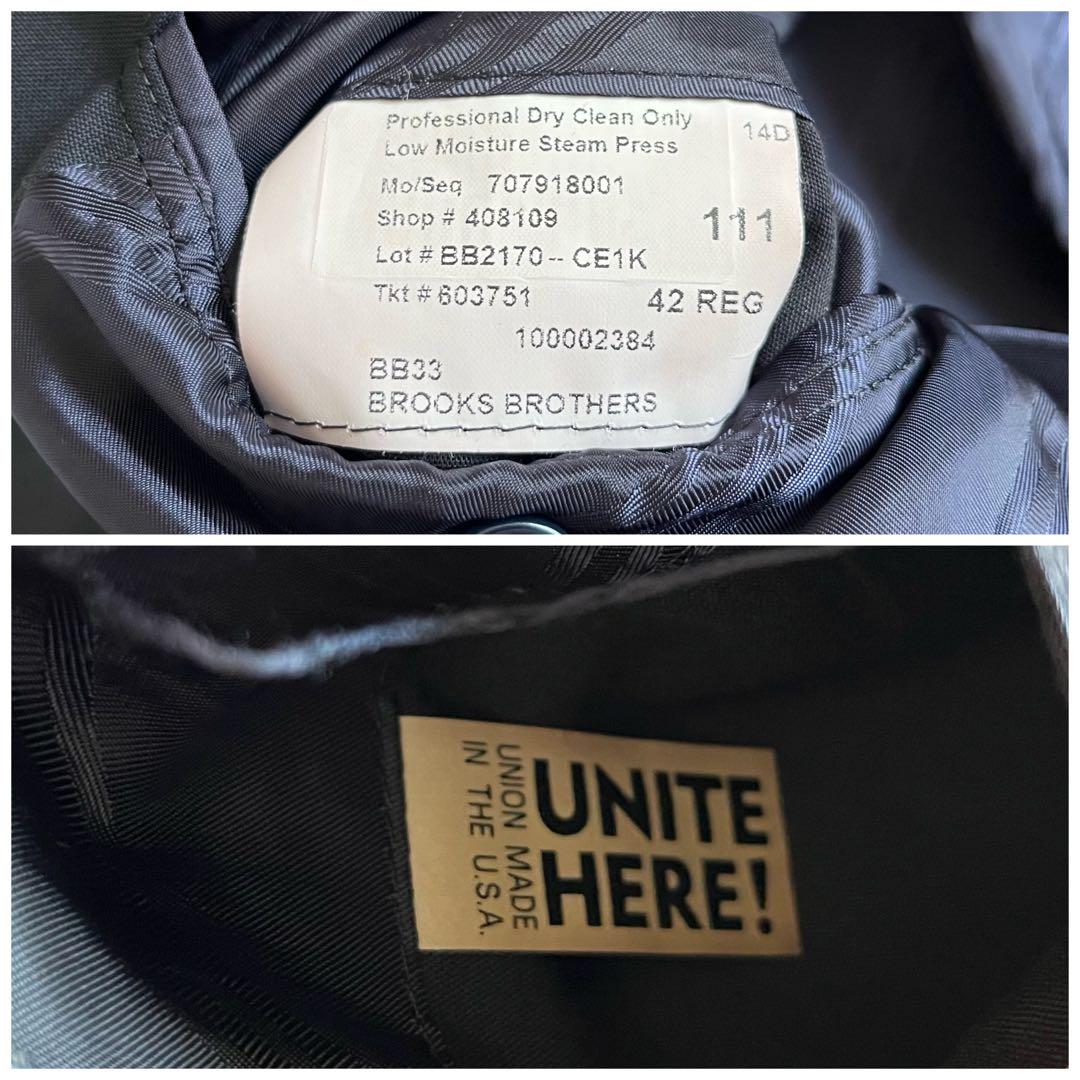 Professional Dry Clean Only
Low Moisture Steam Press
14D
Mo/Seq 707918001
Shop # 408109
111
Lot # BB2170-- CE1K
Tkt # 603751
42 REG
100002384
BB33
BROOKS BROTHERS
UNITE
HERE!
UNION MADE
IN THE U.S.A.